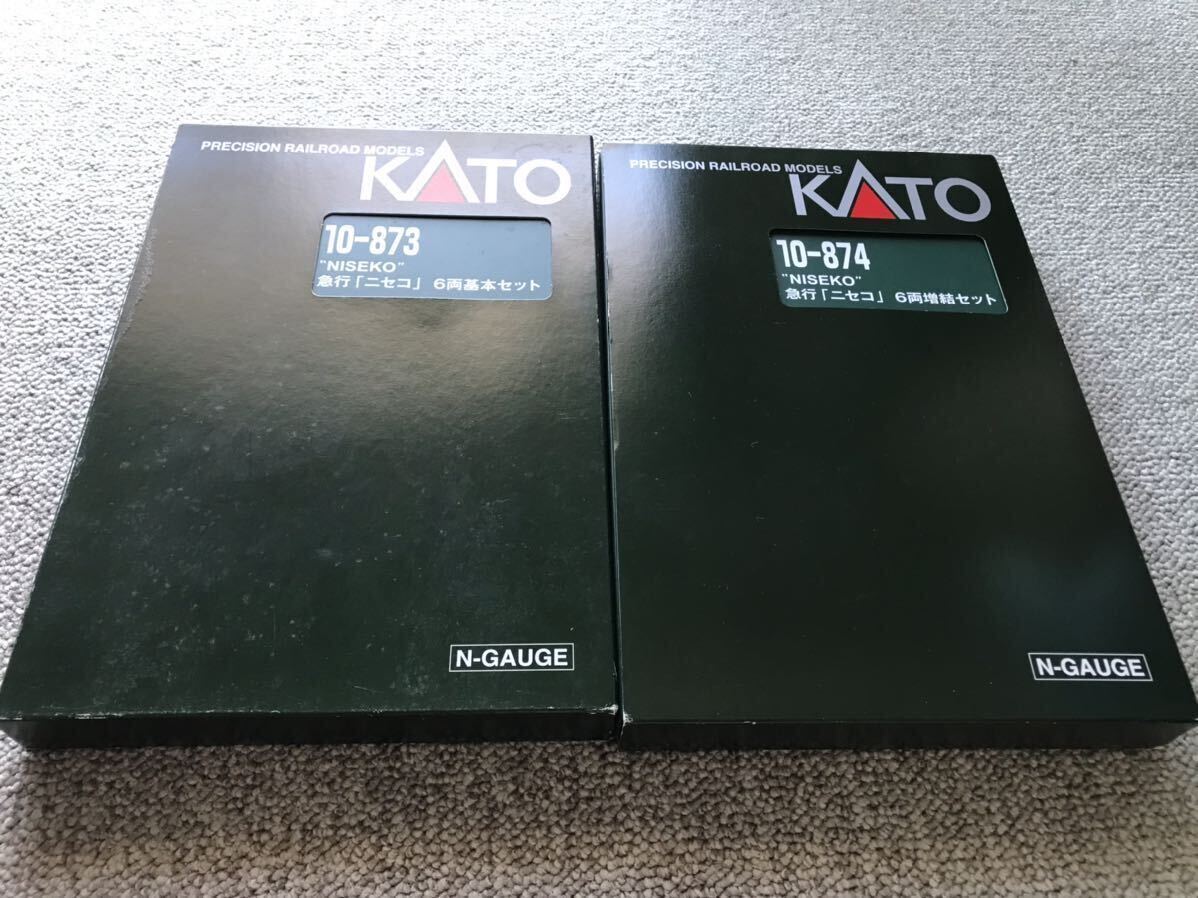 PRECISION RAILROAD MODELS
KATO
10-873
"NISEKO"
急行「ニセコ」 6両基本セット
N-GAUGE
PRECISION RAILROAD MODELS
KATO
10-874
"NISEKO"
急行「ニセコ」 6両増結セット
N-GAUGE